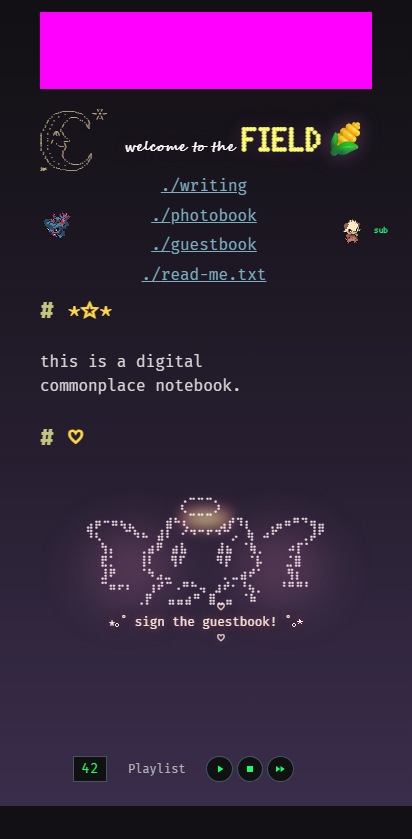 welcome to the FIELD 🌽
./writing
./photobook
./guestbook
sub
./read-me.txt
# ⋆☆⋆
this is a digital
commonplace notebook.
# ♡
♡
⋆｡˚ sign the guestbook! ˚｡⋆
♡
42 Playlist